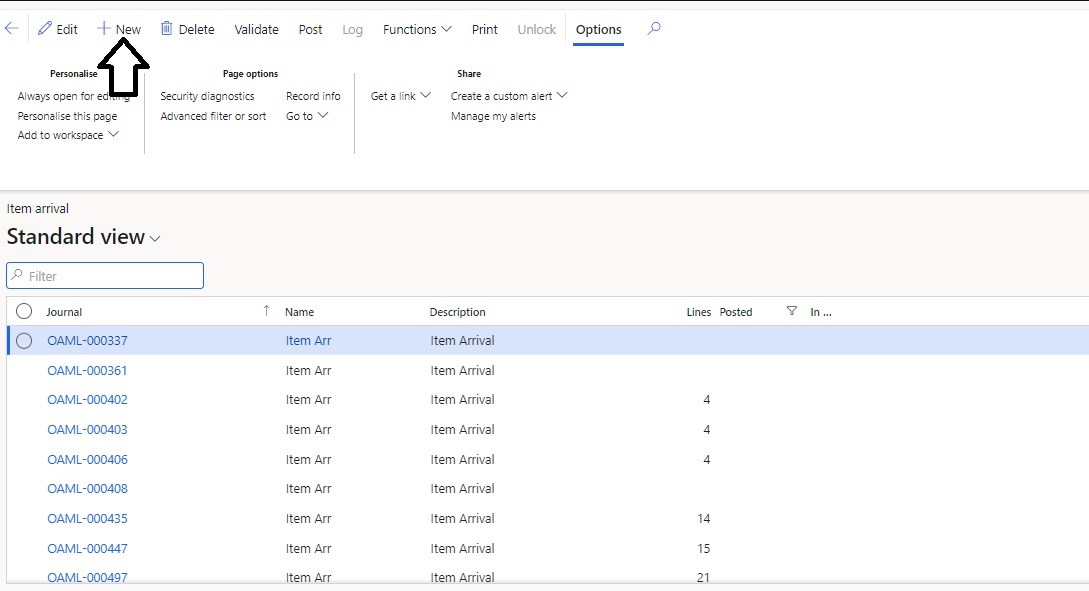 Edit New Delete Validate Post Log Functions Print Unlock Options
Personalise Page options Share
Always open for editing Security diagnostics Record info Get a link Create a custom alert
Personalise this page Advanced filter or sort Go to Manage my alerts
Add to workspace
Item arrival
Standard view
Filter
Journal Name Description Lines Posted In ...
OAML-000337 Item Arr Item Arrival
OAML-000361 Item Arr Item Arrival
OAML-000402 Item Arr Item Arrival 4
OAML-000403 Item Arr Item Arrival 4
OAML-000406 Item Arr Item Arrival 4
OAML-000408 Item Arr Item Arrival
OAML-000435 Item Arr Item Arrival 14
OAML-000447 Item Arr Item Arrival 15
OAML-000497 Item Arr Item Arrival 21